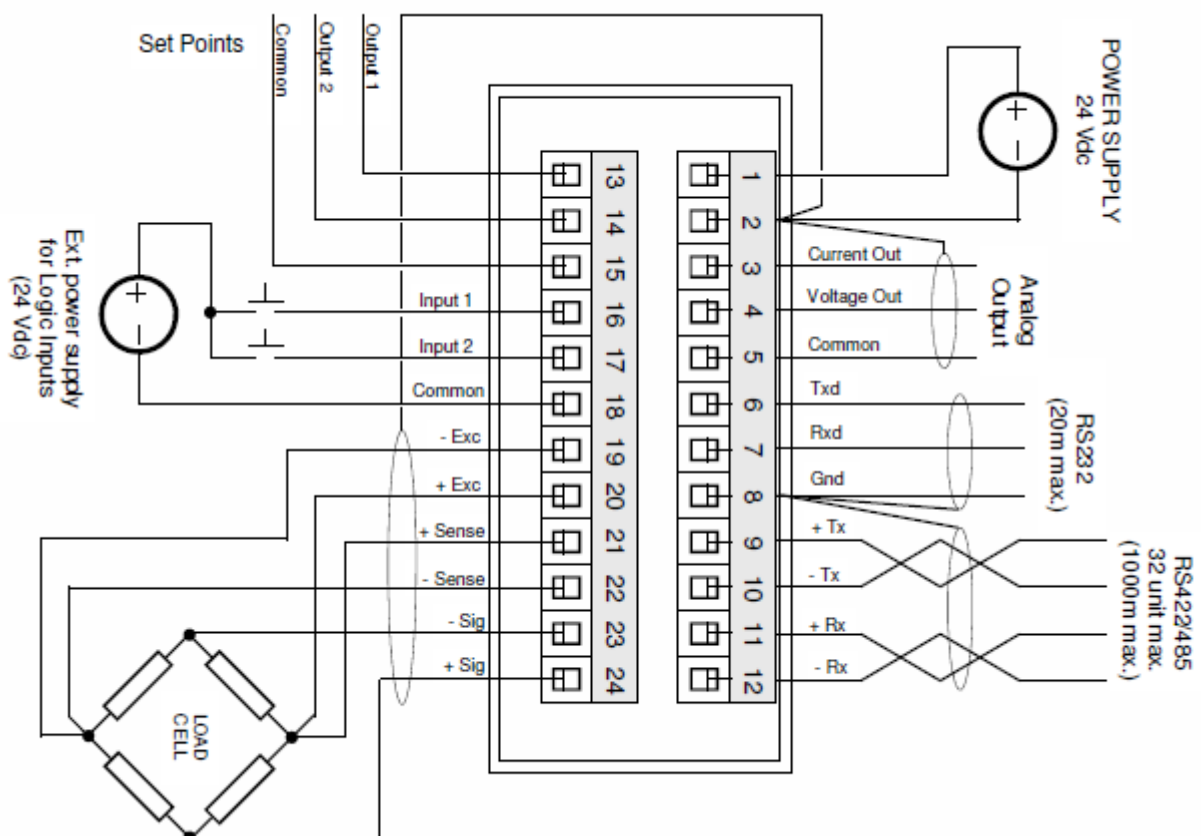 Set Points
Common
Output 2
Output 1
POWER SUPPLY
24 Vdc
+
-
1
2
3
4
5
6
7
8
9
10
11
12
13
14
15
16
17
18
19
20
21
22
23
24
Current Out
Voltage Out
Common
Analog
Output
Txd
Rxd
Gnd
RS232
(20m max.)
+ Tx
- Tx
+ Rx
- Rx
RS422/485
32 unit max.
(1000m max.)
Ext. power supply
for Logic Inputs
(24 Vdc)
+
-
Input 1
Input 2
Common
- Exc
+ Exc
+ Sense
- Sense
- Sig
+ Sig
LOAD
CELL